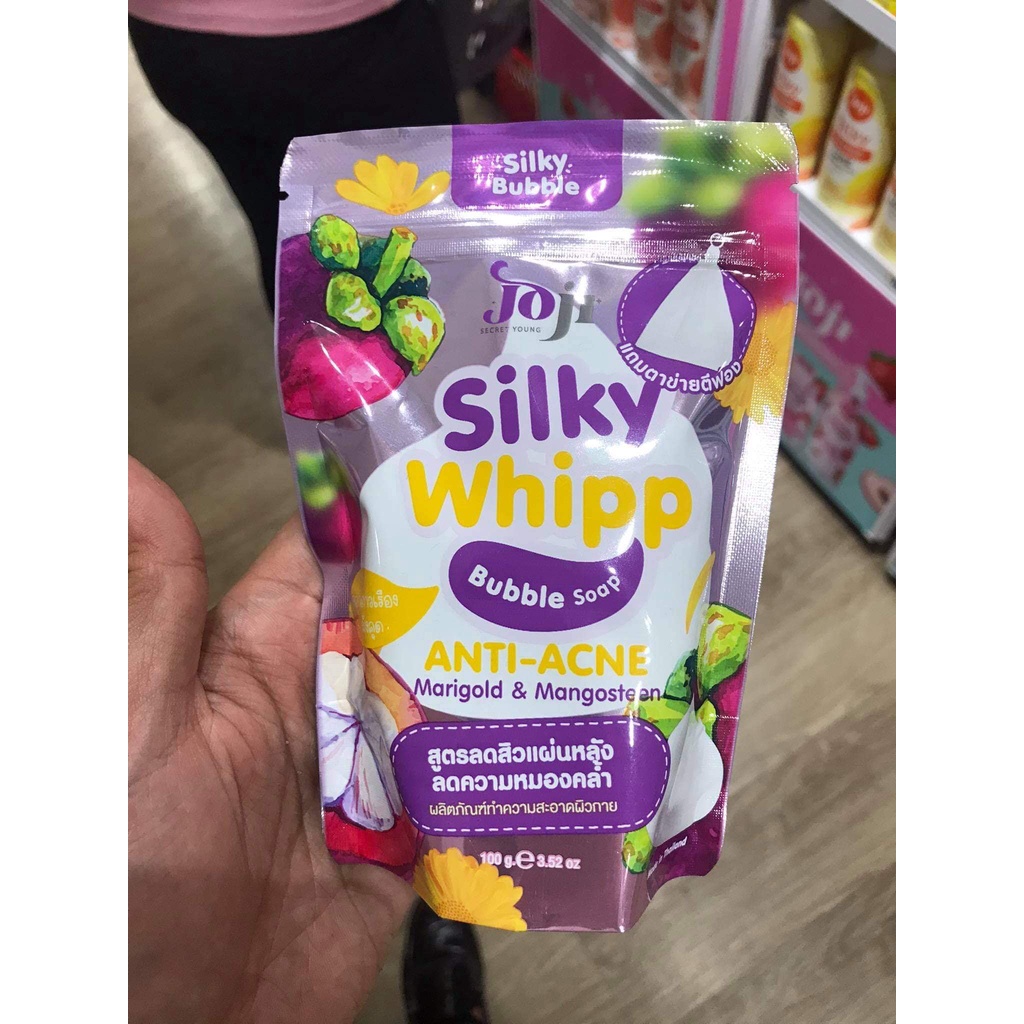 Silky
Bubble
Joji
SECRET YOUNG
แถมตาข่ายตีฟอง
Silky
Whipp
Bubble Soap
ANTI-ACNE
Marigold & Mangosteen
สูตรลดสิวแผ่นหลัง
ลดความหมองคล้ำ
ผลิตภัณฑ์ทำความสะอาดผิวกาย
100 g. e 3.52 oz
Thailand
Joji